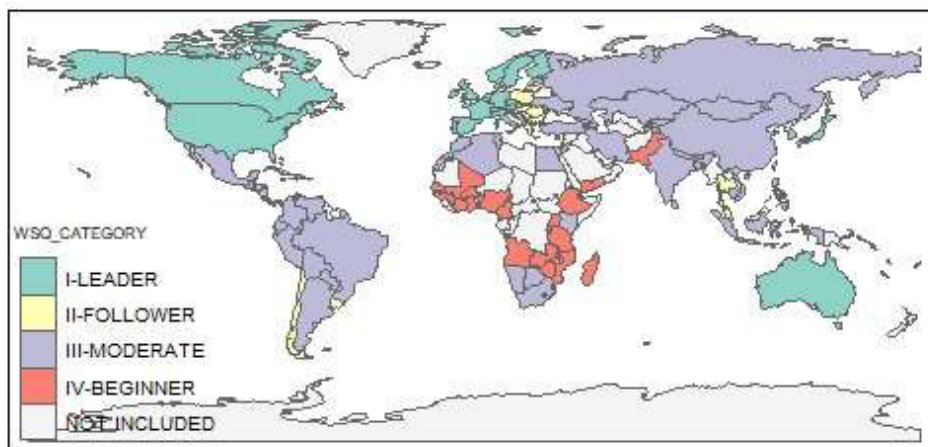 WSQ_CATEGORY
I-LEADER
II-FOLLOWER
III-MODERATE
IV-BEGINNER
NOT INCLUDED